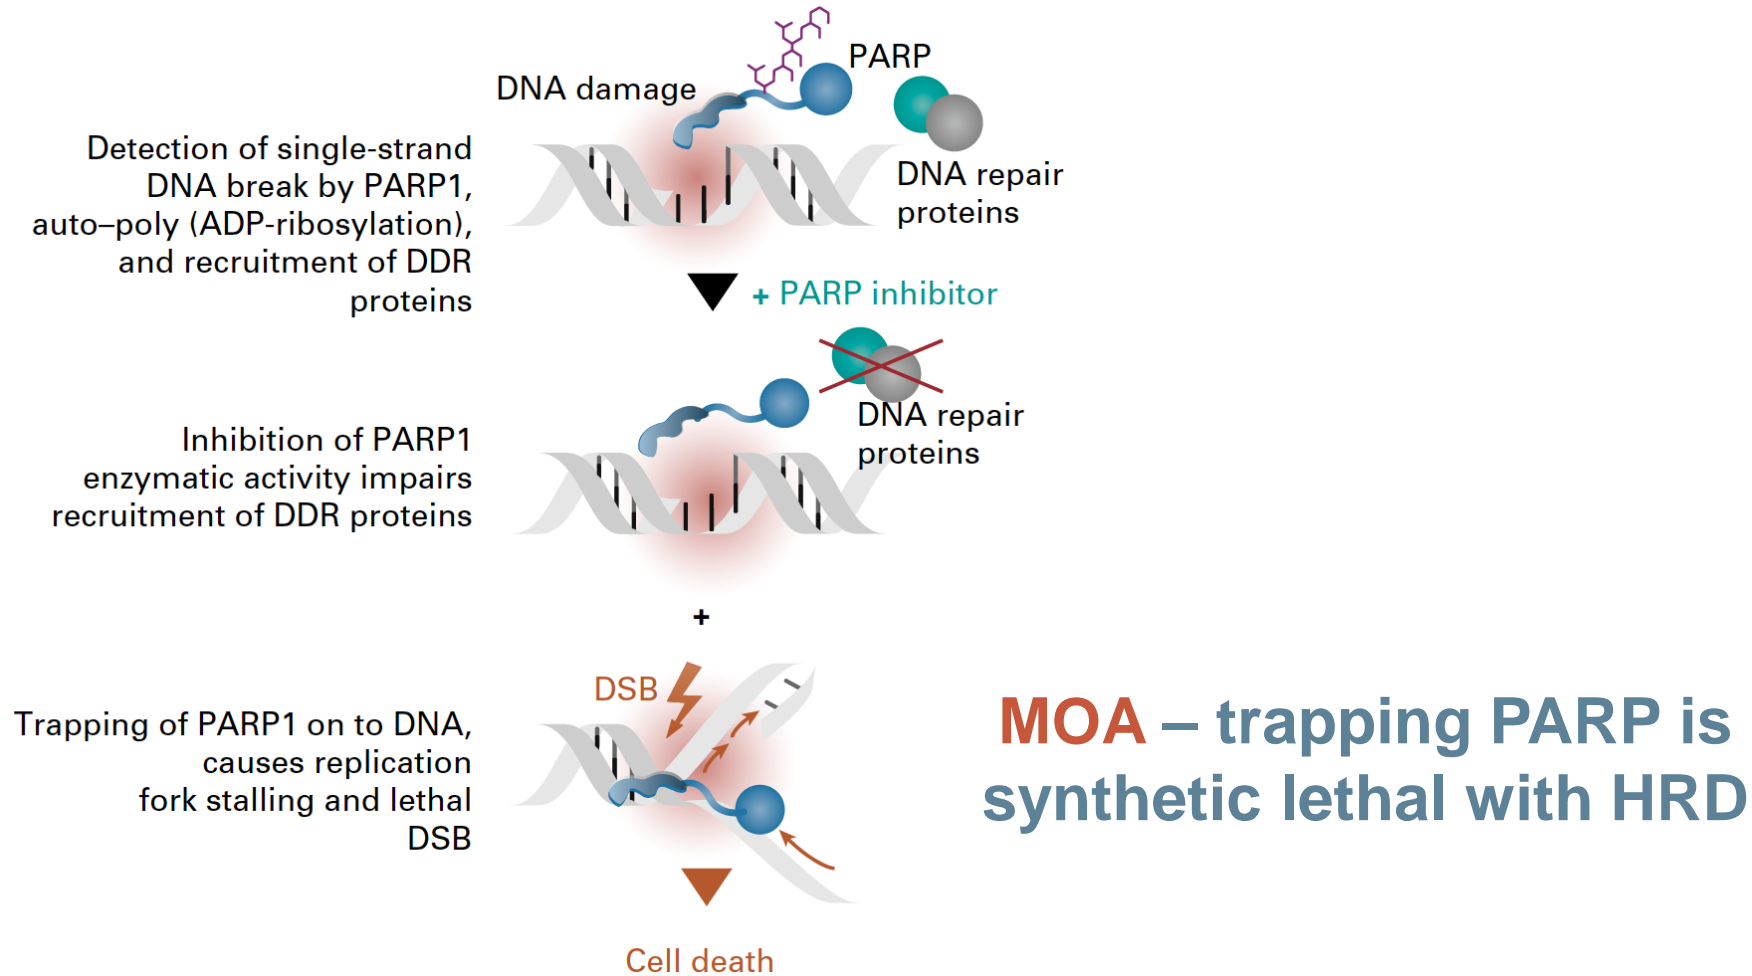 DNA damage
PARP
Detection of single-strand
DNA break by PARP1,
auto–poly (ADP-ribosylation),
and recruitment of DDR
proteins
DNA repair
proteins
+ PARP inhibitor
Inhibition of PARP1
enzymatic activity impairs
recruitment of DDR proteins
DNA repair
proteins
+
DSB
Trapping of PARP1 on to DNA,
causes replication
fork stalling and lethal
DSB
MOA – trapping PARP is
synthetic lethal with HRD
Cell death